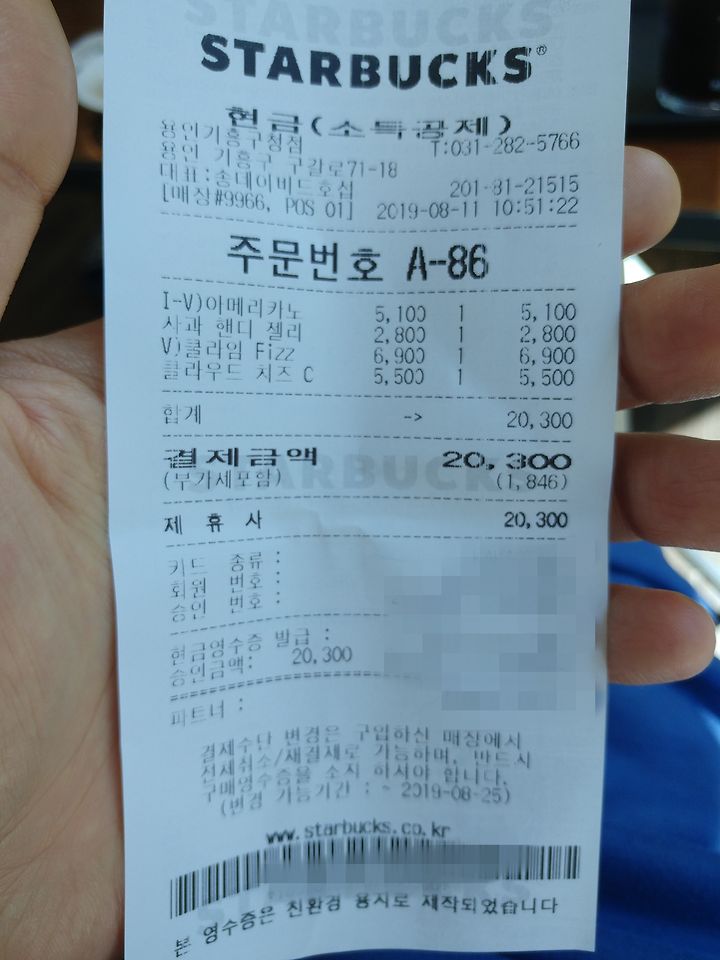 STARBUCKS®
현금(소득공제)
용인기흥구청점 T:031-282-5766
용인 기흥구 구갈로71-18
대표:송데이비드호섭 201-81-21515
[매장#9966, POS 01] 2019-08-11 10:51:22
주문번호 A-86
I-V)아메리카노 5,100 1 5,100
사과 핸디 젤리 2,800 1 2,800
V)쿨라임 Fizz 6,900 1 6,900
클라우드 치즈 C 5,500 1 5,500
합계 -> 20,300
결제금액 20,300
(부가세포함) (1,846)
제 휴 사 20,300
카드 종류 :
회원 번호 :
승인 번호 :
현금영수증 발급 :
승인금액: 20,300
파트너 :
결제수단 변경은 구입하신 매장에서
전체취소/재결제로 가능하며, 반드시
구매영수증을 소지 하셔야 합니다.
(변경 가능기간 : ~ 2019-08-25)
www.starbucks.co.kr
본 영수증은 친환경 용지로 제작되었습니다